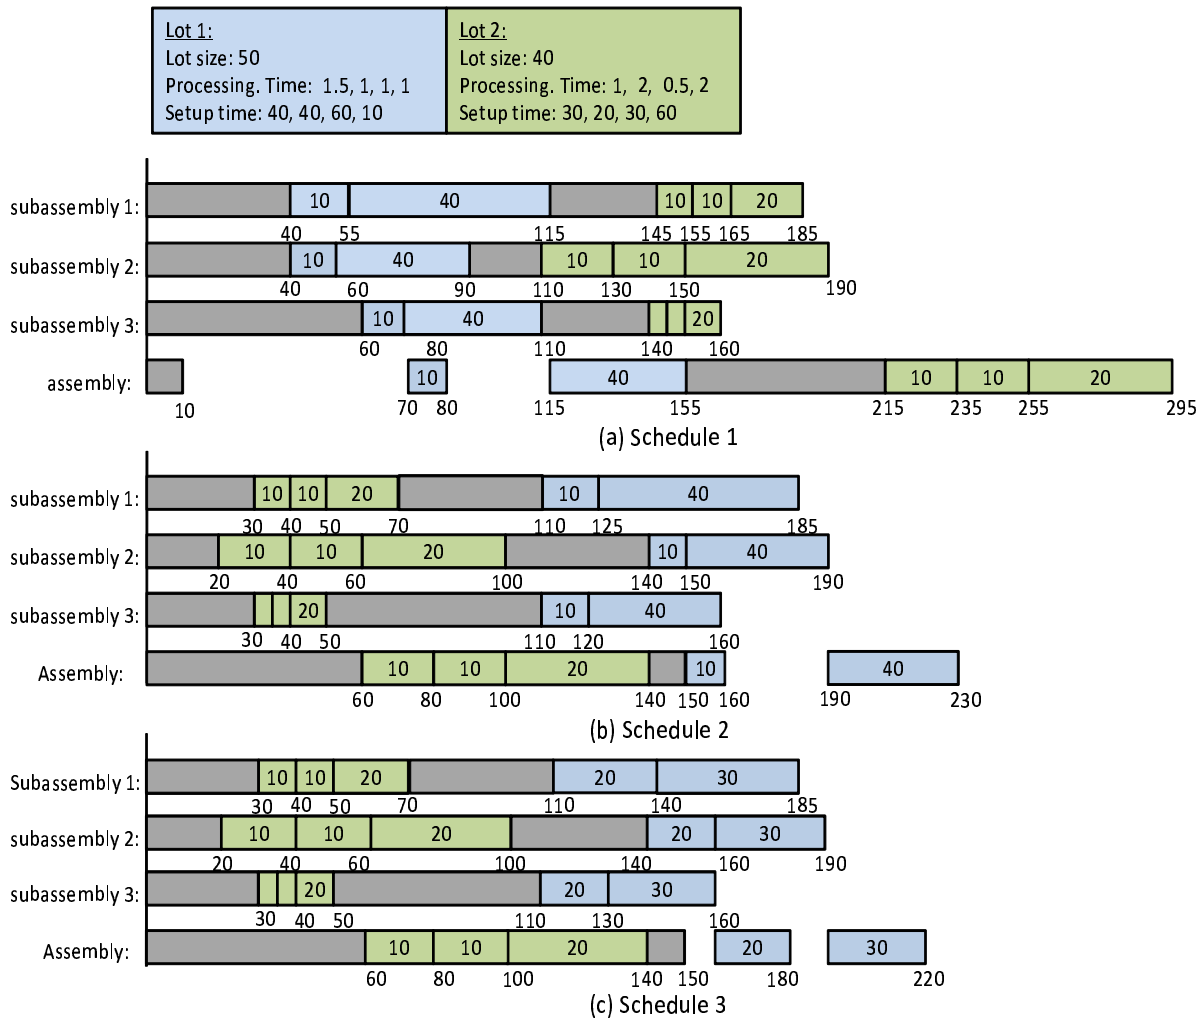 Lot 1:
Lot size: 50
Processing. Time: 1.5, 1, 1, 1
Setup time: 40, 40, 60, 10
Lot 2:
Lot size: 40
Processing. Time: 1, 2, 0.5, 2
Setup time: 30, 20, 30, 60
subassembly 1:
10 40 10 10 20
40 55 115 145 155 165 185
subassembly 2:
10 40 10 10 20
40 60 90 110 130 150 190
subassembly 3:
10 40 20
60 80 110 140 160
assembly:
10 40 10 10 20
10 70 80 115 155 215 235 255 295
(a) Schedule 1
subassembly 1:
10 10 20 10 40
30 40 50 70 110 125 185
subassembly 2:
10 10 20 10 40
20 40 60 100 140 150 190
subassembly 3:
20 10 40
30 40 50 110 120 160
Assembly:
10 10 20 10 40
60 80 100 140 150 160 190 230
(b) Schedule 2
Subassembly 1:
10 10 20 20 30
30 40 50 70 110 140 185
subassembly 2:
10 10 20 20 30
20 40 60 100 140 160 190
subassembly 3:
20 20 30
30 40 50 110 130 160
Assembly:
10 10 20 20 30
60 80 100 140 150 180 220
(c) Schedule 3